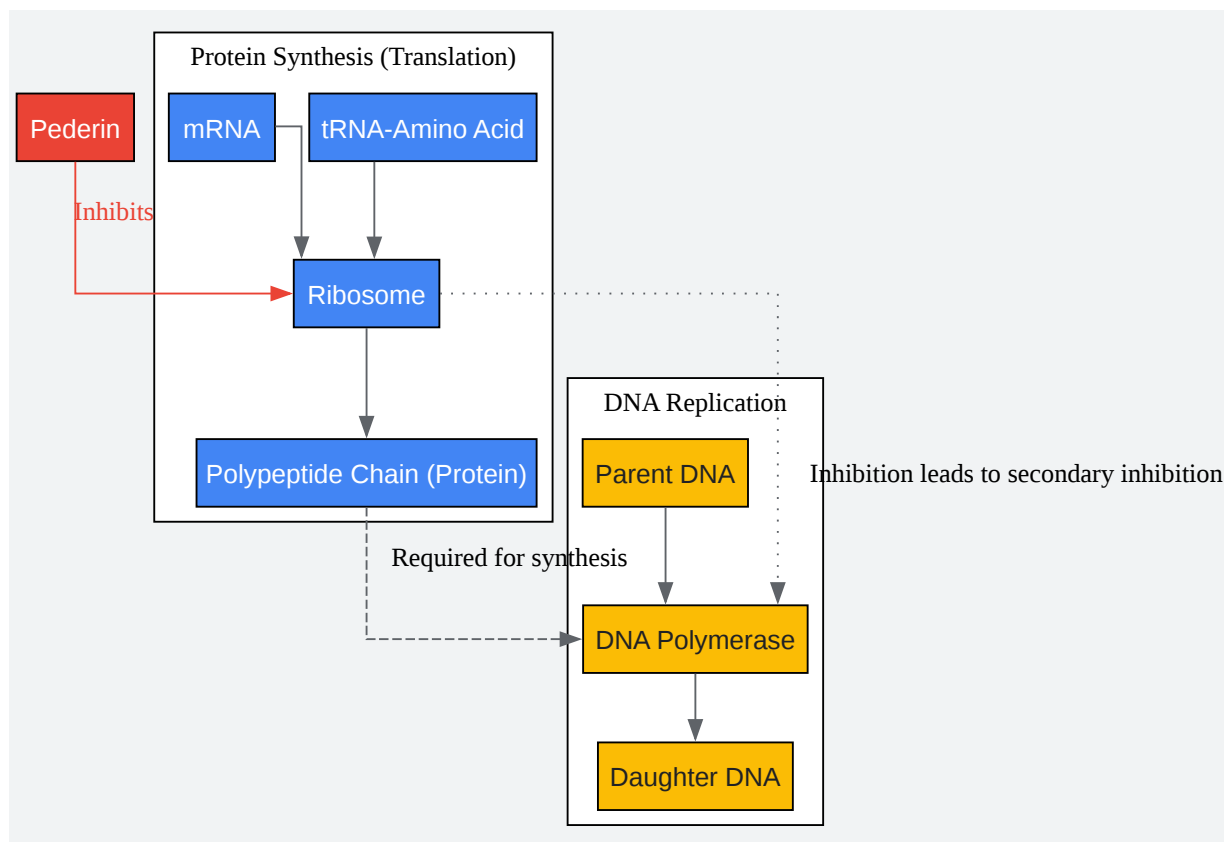 Protein Synthesis (Translation)
Pederin
mRNA
tRNA-Amino Acid
Inhibits
Ribosome
DNA Replication
Polypeptide Chain (Protein)
Parent DNA
Inhibition leads to secondary inhibition
Required for synthesis
DNA Polymerase
Daughter DNA